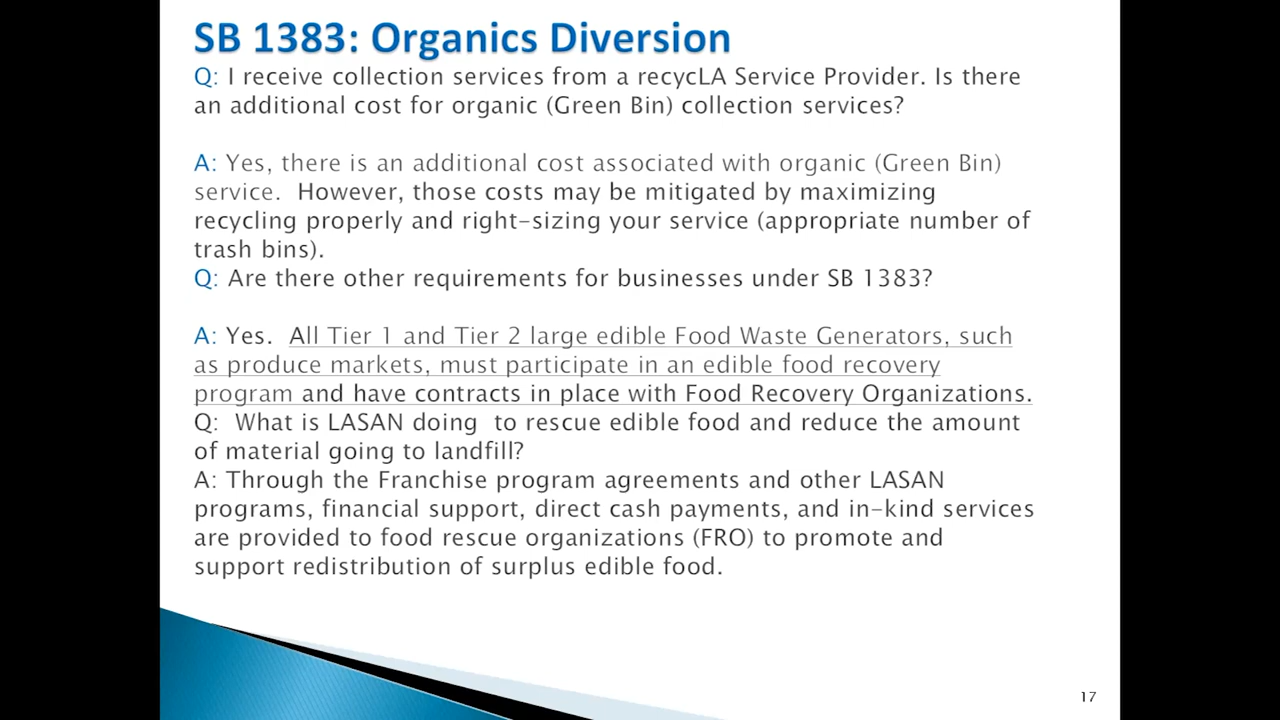 SB 1383: Organics Diversion
Q: I receive collection services from a recycLA Service Provider. Is there
an additional cost for organic (Green Bin) collection services?
A: Yes, there is an additional cost associated with organic (Green Bin)
service.  However, those costs may be mitigated by maximizing
recycling properly and right-sizing your service (appropriate number of
trash bins).
Q: Are there other requirements for businesses under SB 1383?
A: Yes.  All Tier 1 and Tier 2 large edible Food Waste Generators, such
as produce markets, must participate in an edible food recovery
program and have contracts in place with Food Recovery Organizations.
Q:  What is LASAN doing  to rescue edible food and reduce the amount
of material going to landfill?
A: Through the Franchise program agreements and other LASAN
programs, financial support, direct cash payments, and in-kind services
are provided to food rescue organizations (FRO) to promote and
support redistribution of surplus edible food.
17